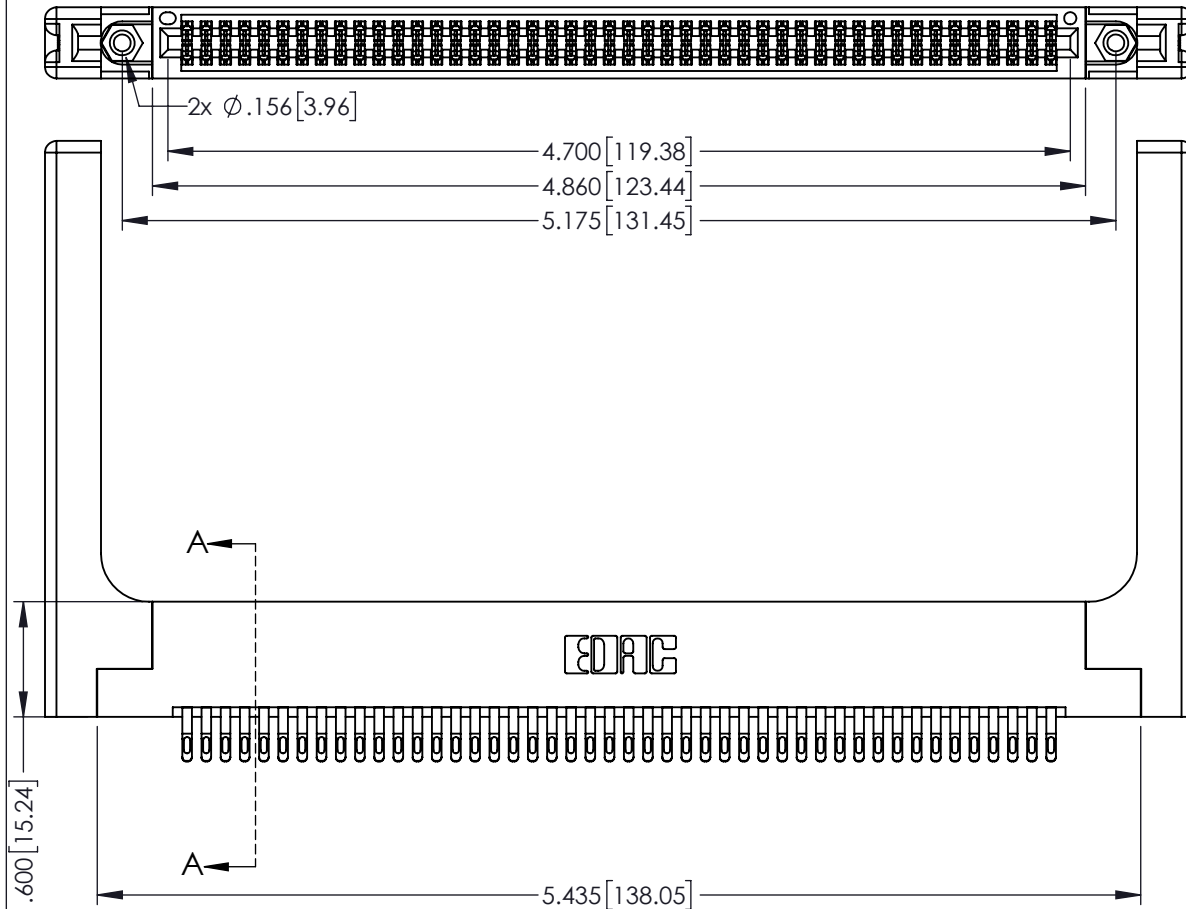 2x Ø.156[3.96]
4.700[119.38]
4.860[123.44]
5.175[131.45]
A
EDAC
A
.600[15.24]
5.435[138.05]